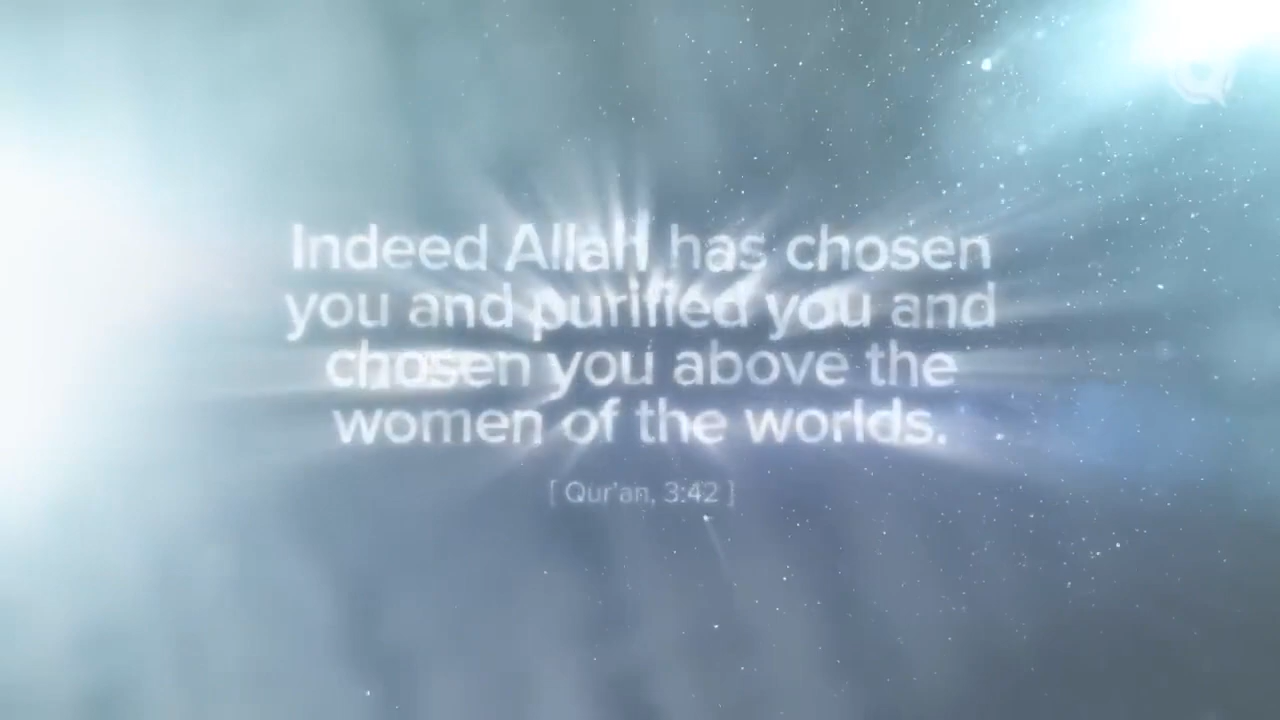 Indeed Allah has chosen
you and purified you and
chosen you above the
women of the worlds.
[ Qur'an, 3:42 ]